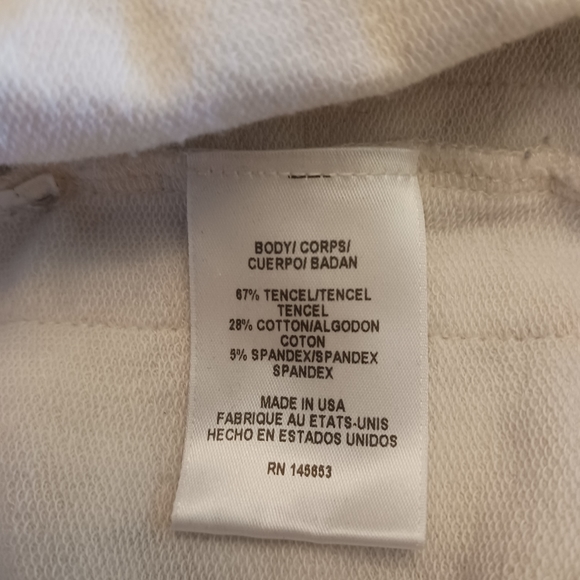 BODY/ CORPS/
CUERPO/ BADAN
67% TENCEL/TENCEL
TENCEL
28% COTTON/ALGODON
COTON
5% SPANDEX/SPANDEX
SPANDEX
MADE IN USA
FABRIQUE AU ETATS-UNIS
HECHO EN ESTADOS UNIDOS
RN 145653